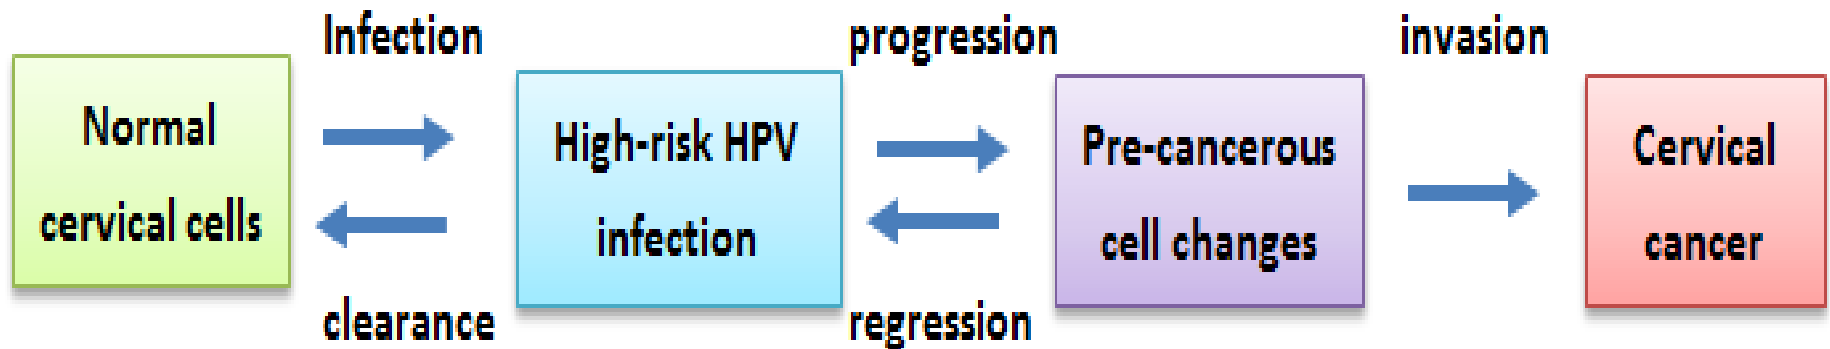 Infection
progression
invasion
Normal
cervical cells
High-risk HPV
infection
Pre-cancerous
cell changes
Cervical
cancer
clearance
regression